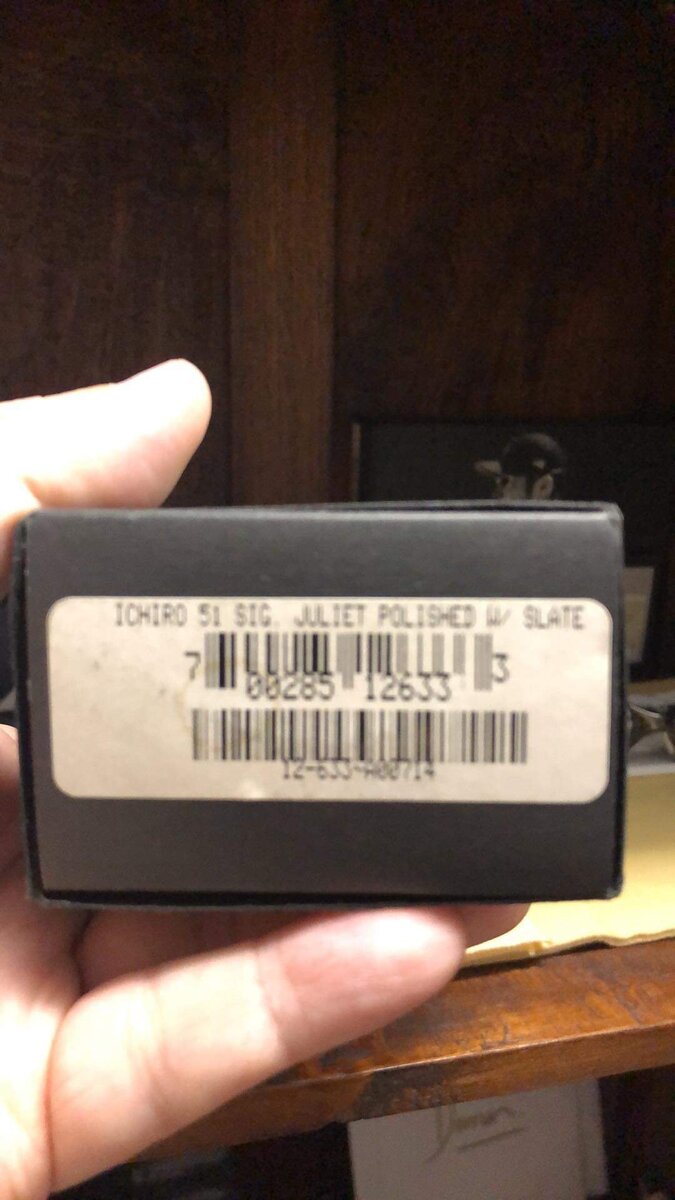 ICHIRO 51 SIG. JULIET POLISHED W/ SLATE
7 00285 12633 3
12-633-A00714